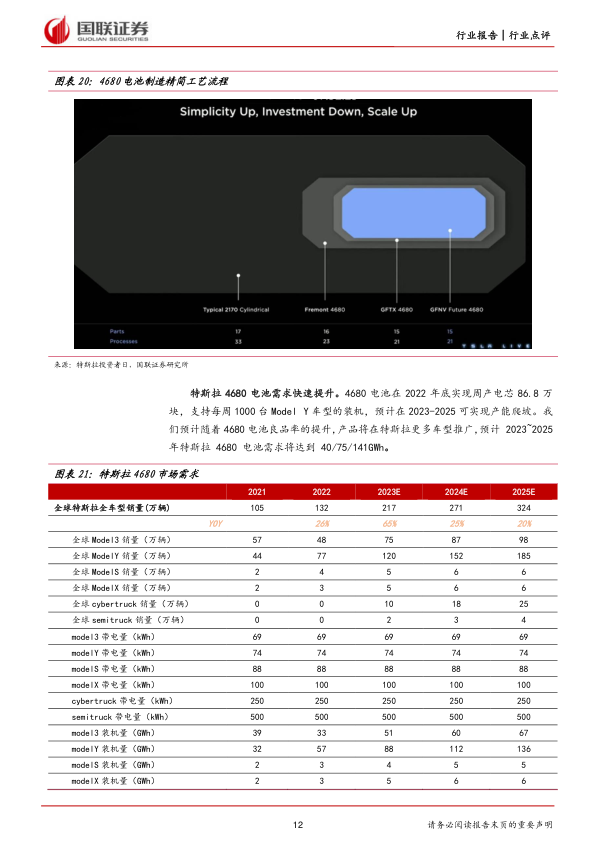 国联证券
GUOLIAN SECURITIES
行业报告│行业点评
图表 20：4680 电池制造精简工艺流程
Simplicity Up, Investment Down, Scale Up
Typical 2170 Cylindrical Fremont 4680 GFTX 4680 GFNV Future 4680
Parts 17 16 15 15
Processes 33 23 21 21
TESLA LIVE
来源：特斯拉投资者日，国联证券研究所
特斯拉 4680 电池需求快速提升。4680 电池在 2022 年底实现周产电芯 86.8 万
块，支持每周 1000 台 Model Y 车型的装机，预计在 2023-2025 可实现产能爬坡。我
们预计随着 4680 电池良品率的提升，产品将在特斯拉更多车型推广，预计 2023~2025
年特斯拉 4680 电池需求将达到 40/75/141GWh。
图表 21：特斯拉 4680 市场需求
2021 2022 2023E 2024E 2025E
全球特斯拉全车型销量(万辆) 105 132 217 271 324
YOY 26% 65% 25% 20%
全球 Model3 销量（万辆） 57 48 75 87 98
全球 ModelY 销量（万辆） 44 77 120 152 185
全球 ModelS 销量（万辆） 2 4 5 6 6
全球 ModelX 销量（万辆） 2 3 5 6 6
全球 cybertruck 销量（万辆） 0 0 10 18 25
全球 semitruck 销量（万辆） 0 0 2 3 4
model3 带电量（kWh） 69 69 69 69 69
modelY 带电量（kWh） 74 74 74 74 74
modelS 带电量（kWh） 88 88 88 88 88
modelX 带电量（kWh） 100 100 100 100 100
cybertruck 带电量（kWh） 250 250 250 250 250
semitruck 带电量（kWh） 500 500 500 500 500
model3 装机量（GWh） 39 33 51 60 67
modelY 装机量（GWh） 32 57 88 112 136
modelS 装机量（GWh） 2 3 4 5 5
modelX 装机量（GWh） 2 3 5 6 6
12
请务必阅读报告末页的重要声明